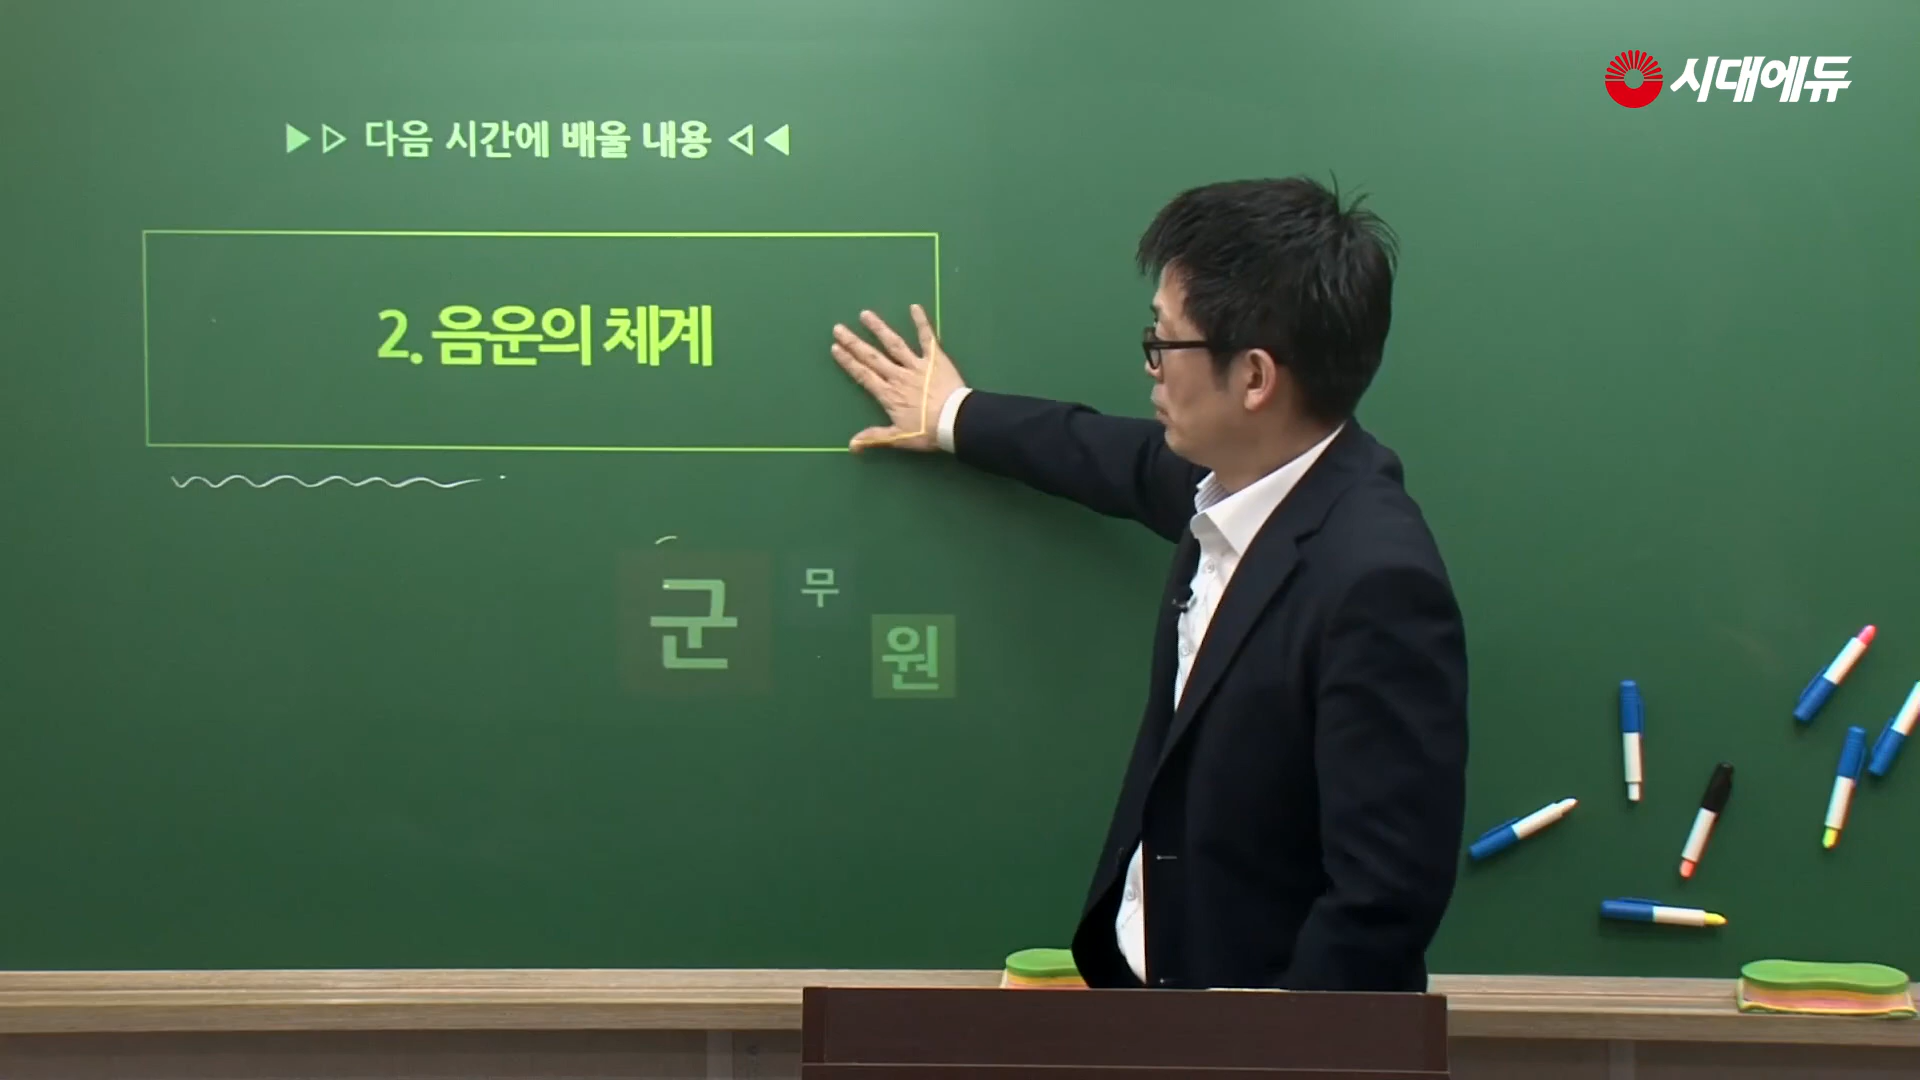 시대에듀
▶▷ 다음 시간에 배울 내용 ◁◀
2. 음운의 체계
군무원